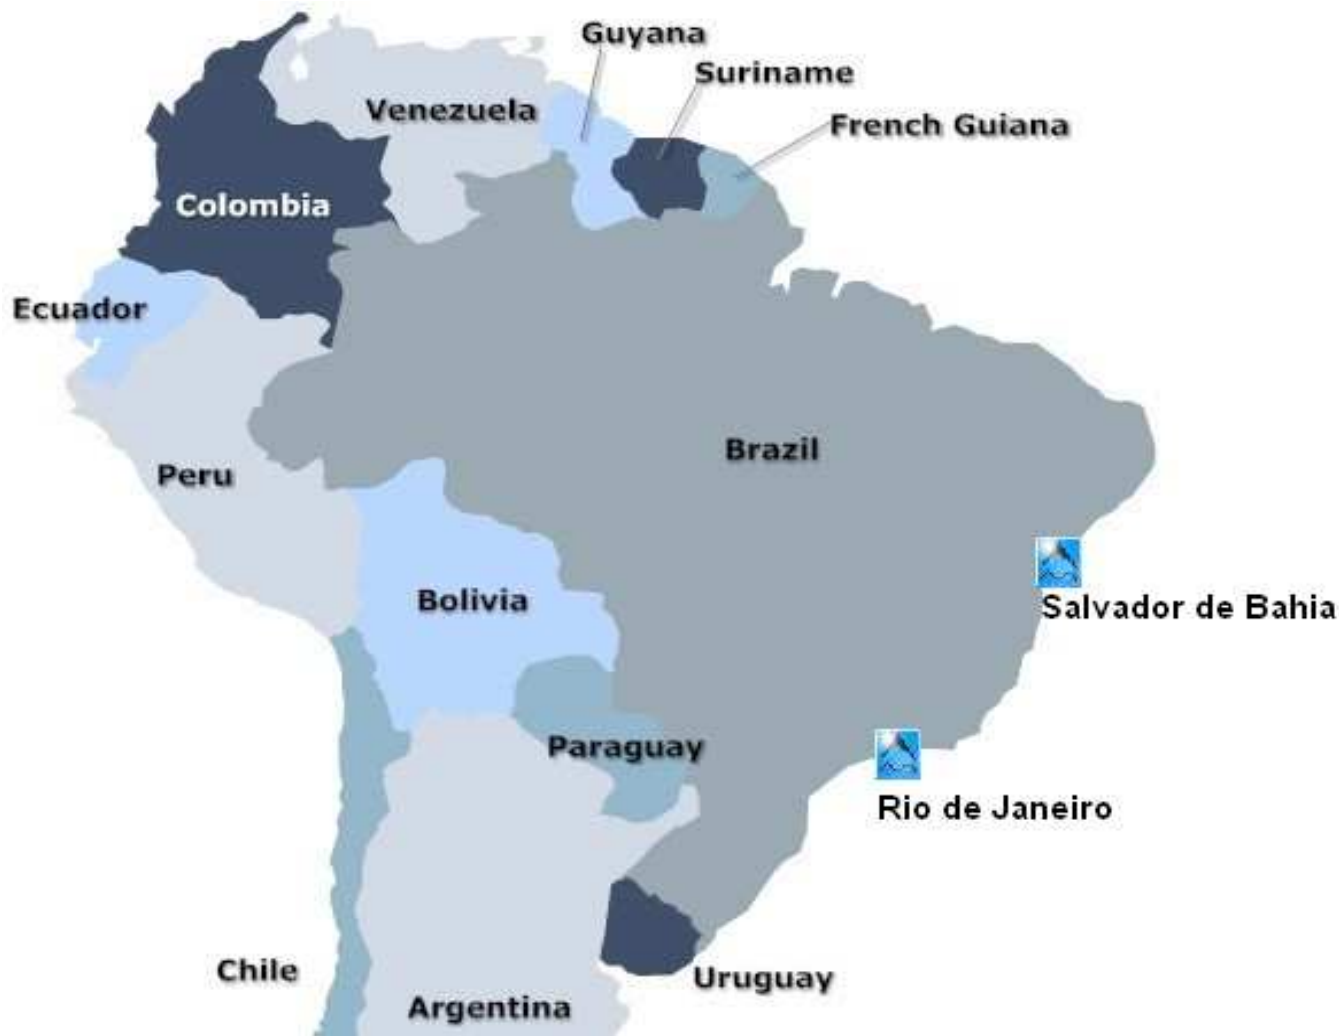 Guyana
Suriname
Venezuela
French Guiana
Colombia
Ecuador
Brazil
Peru
Bolivia
Salvador de Bahia
Paraguay
Rio de Janeiro
Chile
Uruguay
Argentina